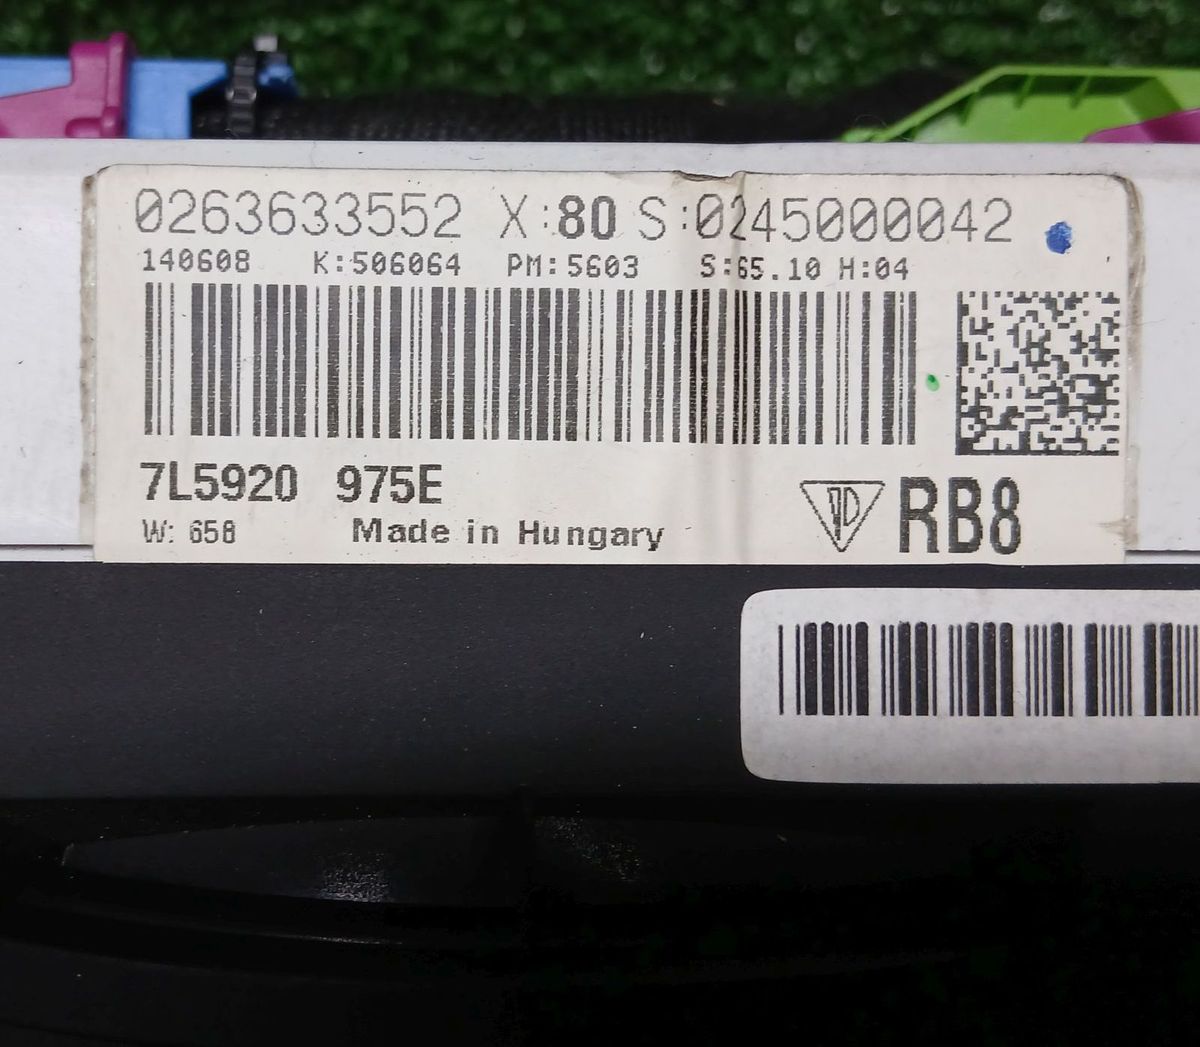 0263633552 X:80 S:0245000042
140608 K:506064 PM:5603 S:65.10 H:04
7L5920 975E
W: 658 Made in Hungary RB8